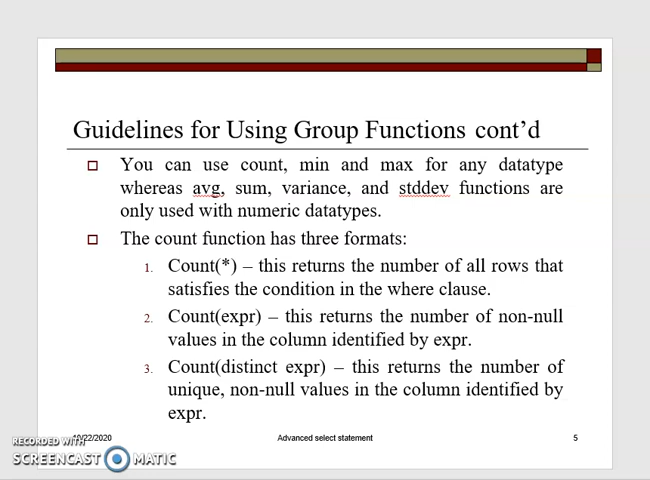 Guidelines for Using Group Functions cont’d
You can use count, min and max for any datatype
whereas avg, sum, variance, and stddev functions are
only used with numeric datatypes.
The count function has three formats:
1. Count(*) – this returns the number of all rows that
satisfies the condition in the where clause.
2. Count(expr) – this returns the number of non-null
values in the column identified by expr.
3. Count(distinct expr) – this returns the number of
unique, non-null values in the column identified by
expr.
Advanced select statement
5
RECORDED WITH
SCREENCAST MATIC